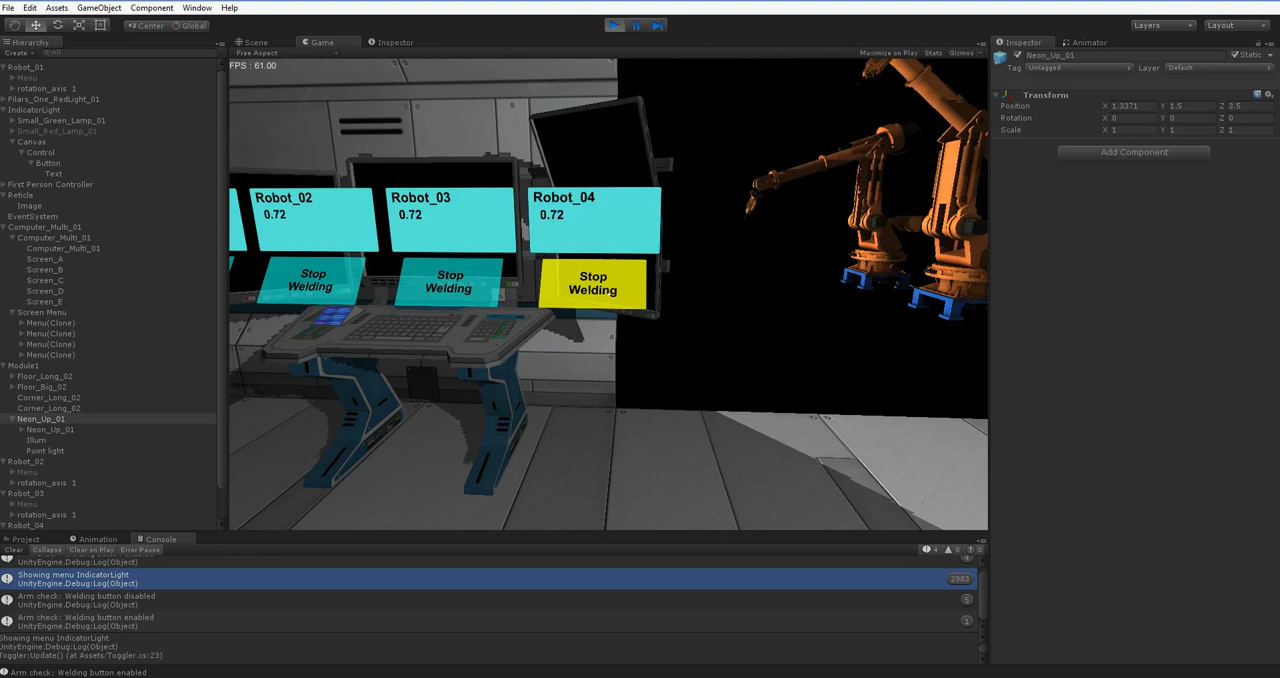 File Edit Assets GameObject Component Window Help
Center Global
Layers Layout
Hierarchy
Scene Game Inspector
Inspector Animator
Create All
Free Aspect
Maximize on Play Stats Gizmos
FPS : 61.00
Neon_Up_01
Static
Tag Untagged Layer Default
Transform
Position X 1.3371 Y 1.5 Z 3.5
Rotation X 0 Y 0 Z 0
Scale X 1 Y 1 Z 1
Add Component
Robot_01
Menu
rotation_axis 1
Pilars_One_RedLight_01
IndicatorLight
Small_Green_Lamp_01
Small_Red_Lamp_01
Canvas
Control
Button
Text
First Person Controller
Reticle
Image
EventSystem
Computer_Multi_01
Computer_Multi_01
Computer_Multi_01
Screen_A
Screen_B
Screen_C
Screen_D
Screen_E
Screen Menu
Menu(Clone)
Menu(Clone)
Menu(Clone)
Menu(Clone)
Module1
Floor_Long_02
Floor_Big_02
Corner_Long_02
Corner_Long_02
Neon_Up_01
Neon_Up_01
Illum
Point light
Robot_02
Menu
rotation_axis 1
Robot_03
Menu
rotation_axis 1
Robot_04
Robot_02
0.72
Stop
Welding
Robot_03
0.72
Stop
Welding
Robot_04
0.72
Stop
Welding
Project Animation Console
Clear Collapse Clear on Play Error Pause
4 0 0
UnityEngine.Debug:Log(Object)
4
Showing menu IndicatorLight
UnityEngine.Debug:Log(Object)
2983
Arm check: Welding button disabled
UnityEngine.Debug:Log(Object)
5
Arm check: Welding button enabled
UnityEngine.Debug:Log(Object)
1
Showing menu IndicatorLight
UnityEngine.Debug:Log(Object)
Toggler:Update() (at Assets/Toggler.cs:23)
Arm check: Welding button enabled